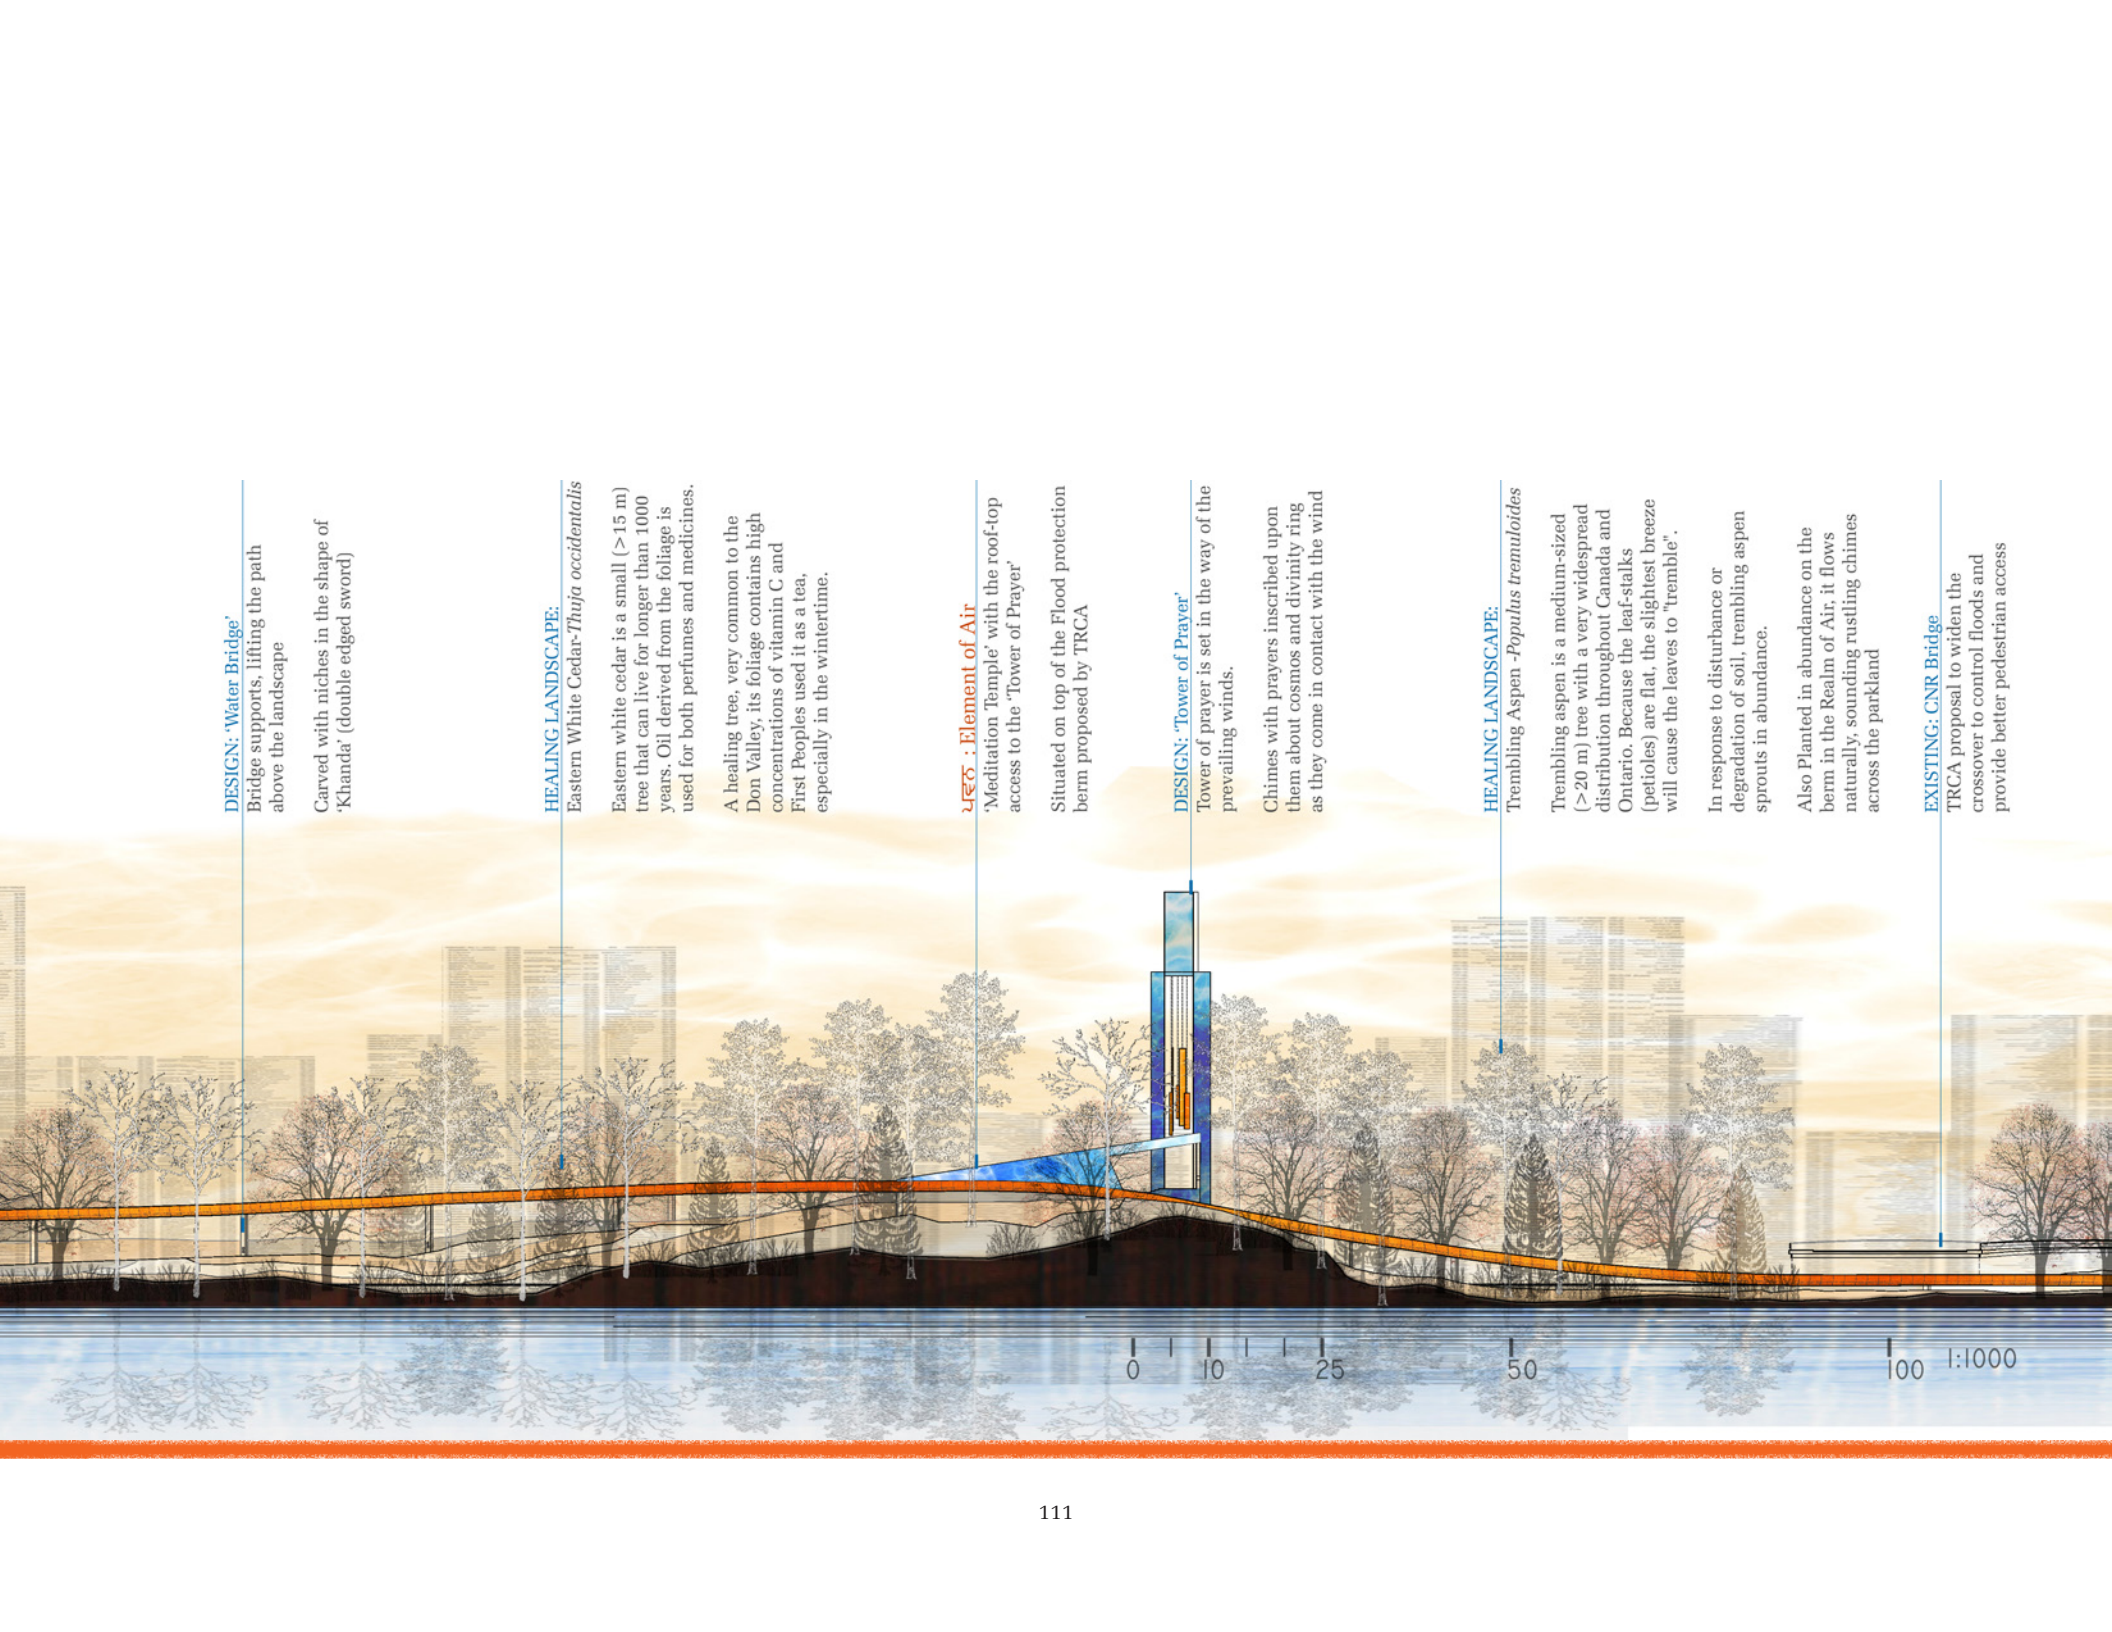 DESIGN: 'Water Bridge'
Bridge supports, lifting the path
above the landscape
Carved with niches in the shape of
'Khanda' (double edged sword)
HEALING LANDSCAPE:
Eastern White Cedar-Thuja occidentalis
Eastern white cedar is a small (>15 m)
tree that can live for longer than 1000
years. Oil derived from the foliage is
used for both perfumes and medicines.
A healing tree, very common to the
Don Valley, its foliage contains high
concentrations of vitamin C and
First Peoples used it as a tea,
especially in the wintertime.
ਪਵਨ : Element of Air
'Meditation Temple' with the roof-top
access to the 'Tower of Prayer'
Situated on top of the Flood protection
berm proposed by TRCA
DESIGN: 'Tower of Prayer'
Tower of prayer is set in the way of the
prevailing winds.
Chimes with prayers inscribed upon
them about cosmos and divinity ring
as they come in contact with the wind
HEALING LANDSCAPE:
Trembling Aspen -Populus tremuloides
Trembling aspen is a medium-sized
(>20 m) tree with a very widespread
distribution throughout Canada and
Ontario. Because the leaf-stalks
(petioles) are flat, the slightest breeze
will cause the leaves to "tremble".
In response to disturbance or
degradation of soil, trembling aspen
sprouts in abundance.
Also Planted in abundance on the
berm in the Realm of Air, it flows
naturally, sounding rustling chimes
across the parkland
EXISTING: CNR Bridge
TRCA proposal to widen the
crossover to control floods and
provide better pedestrian access
0 10 25 50 100 1:1000
111